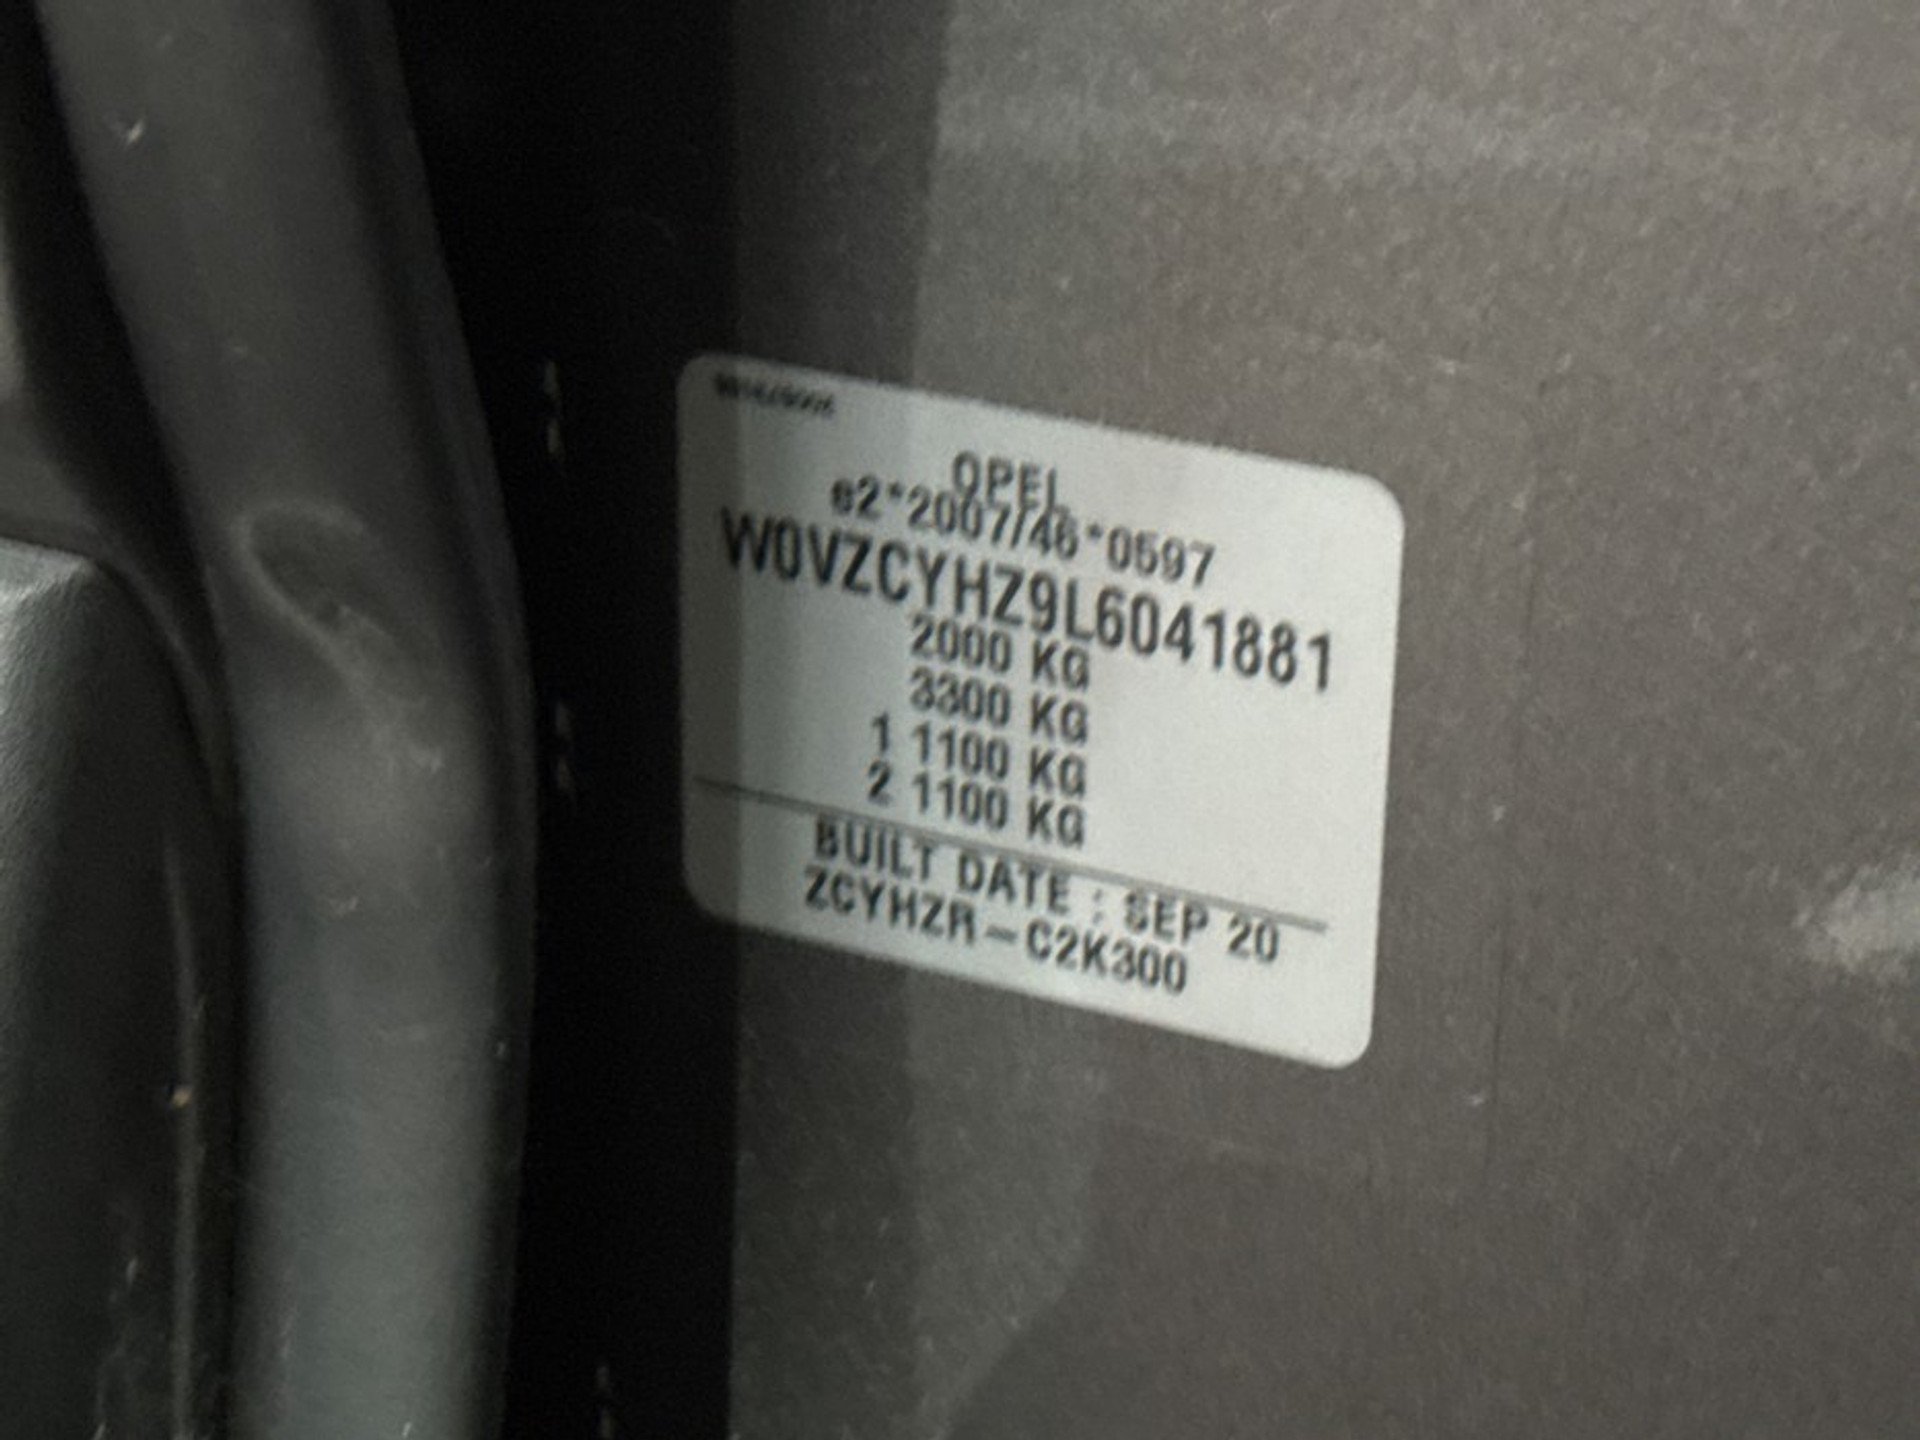 OPEL
e2*2007/46*0597
W0VZCYHZ9L6041881
2000 KG
3300 KG
1 1100 KG
2 1100 KG
BUILT DATE : SEP 20
ZCYHZR-C2K300